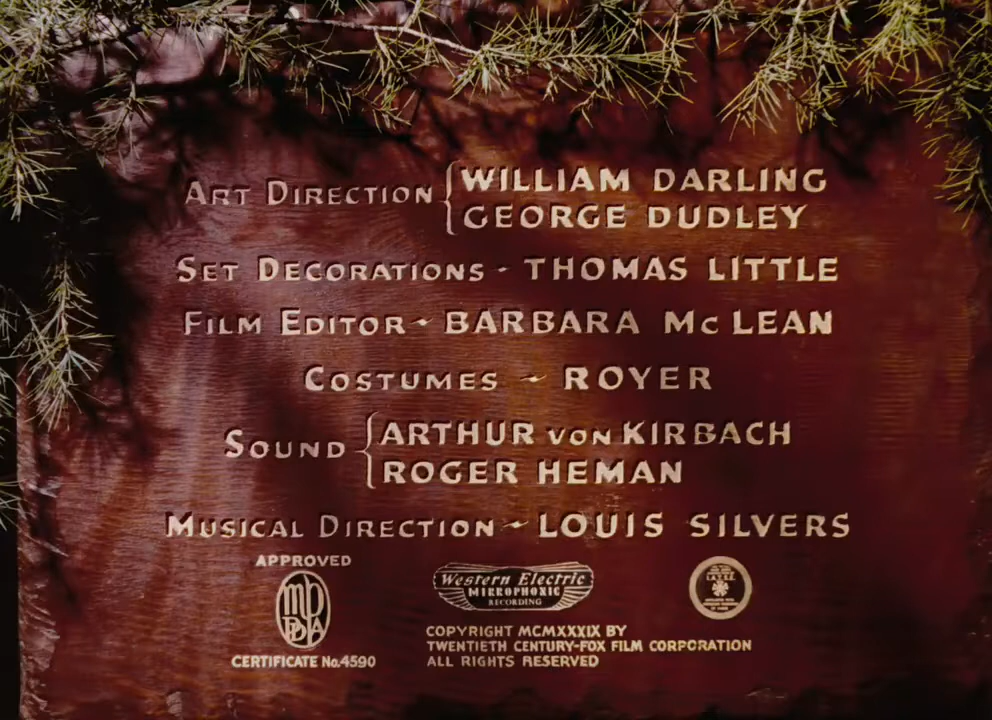 ART DIRECTION { WILLIAM DARLING
GEORGE DUDLEY
SET DECORATIONS - THOMAS LITTLE
FILM EDITOR - BARBARA McLEAN
COSTUMES - ROYER
SOUND { ARTHUR VON KIRBACH
ROGER HEMAN
MUSICAL DIRECTION - LOUIS SILVERS
APPROVED
MPPDA
CERTIFICATE No. 4590
Western Electric
MIRROPHONIC
RECORDING
I.A.T.S.E.
COPYRIGHT MCMXXXIX BY
TWENTIETH CENTURY-FOX FILM CORPORATION
ALL RIGHTS RESERVED